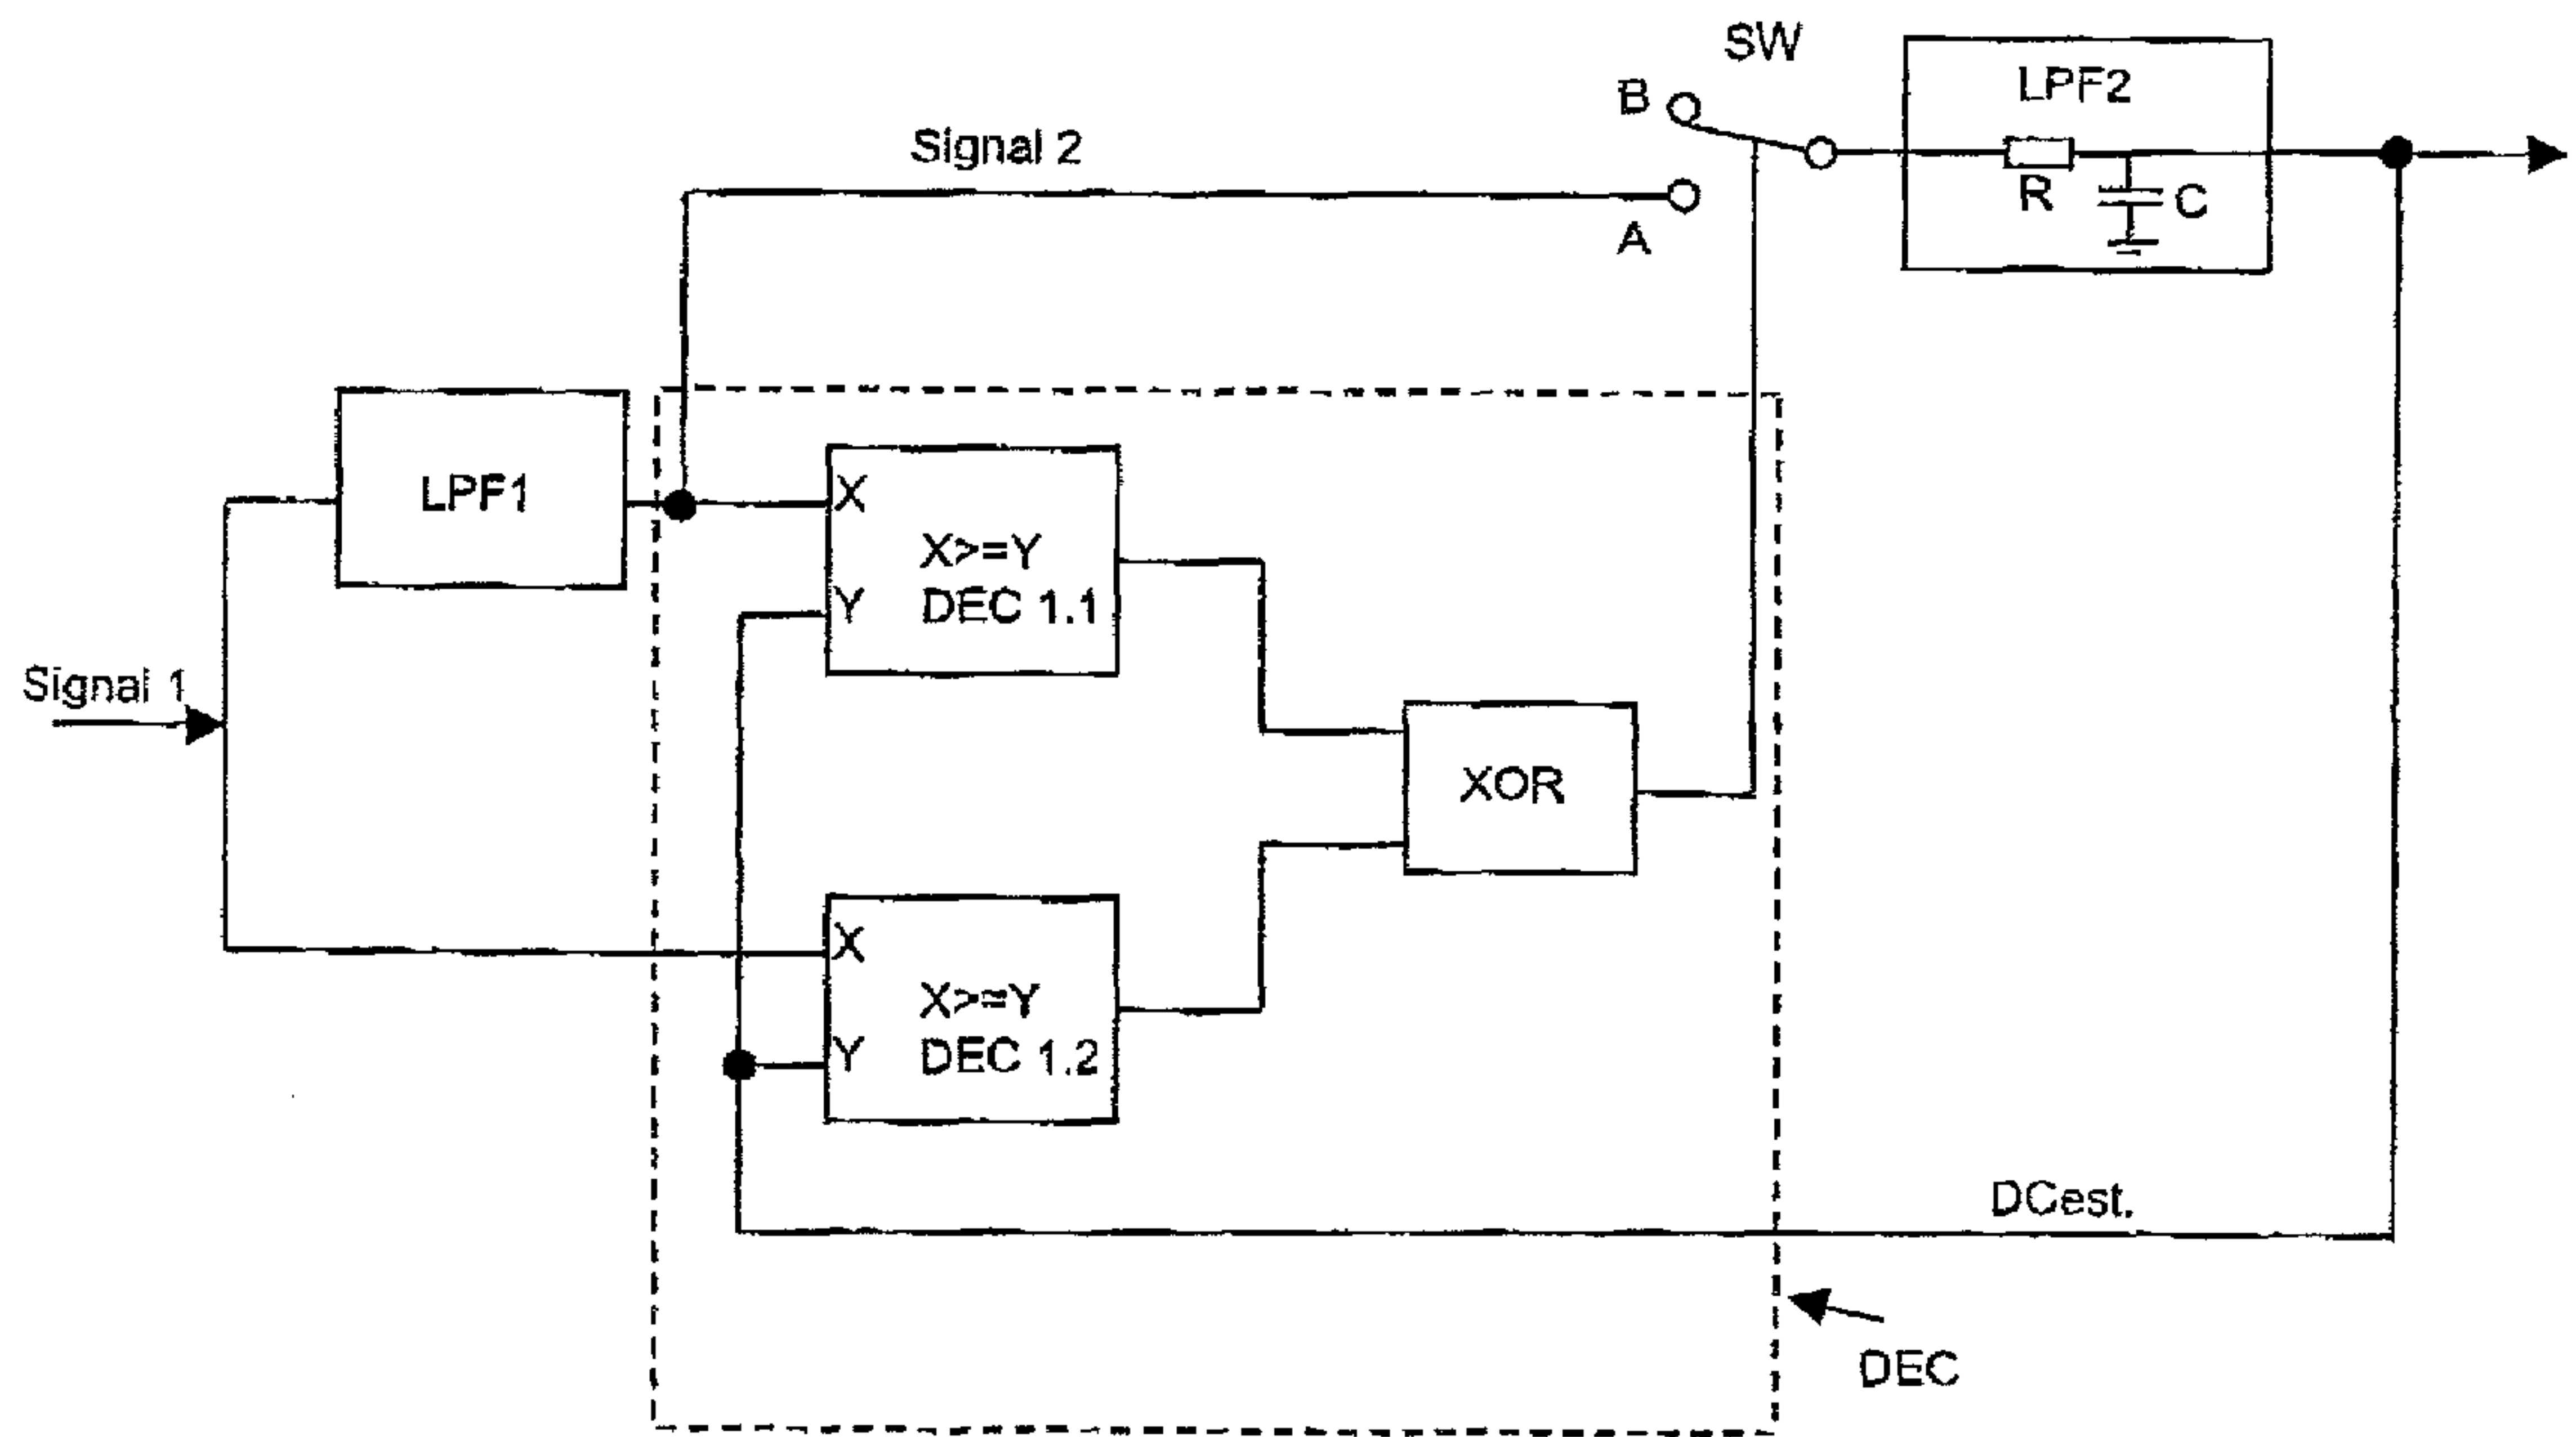 SW
B
LPF2
Signal 2
R
C
A
LPF1
X
X>=Y
Y
DEC 1.1
Signal 1
XOR
X
X>=Y
Y
DEC 1.2
DCest.
DEC